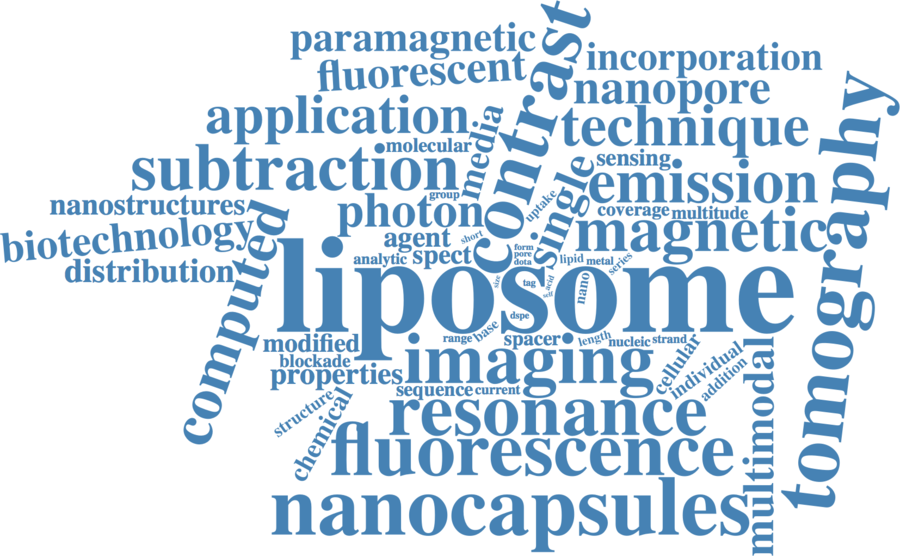 paramagnetic
contrast
incorporation
fluorescent
nanopore
application
media
technique
tomography
molecular
subtraction
single
sensing
emission
group
uptake
nanostructures
photon
coverage
multitude
biotechnology
computed
agent
short
magnetic
analytic
spect
form
pore
dota
lipid
metal
series
distribution
liposome
size
tag
acid
self
nano
dspe
base
range
spacer
length
nucleic
strand
modified
blockade
imaging
cellular
individual
multimodal
properties
addition
sequence
current
structure
chemical
resonance
fluorescence
nanocapsules